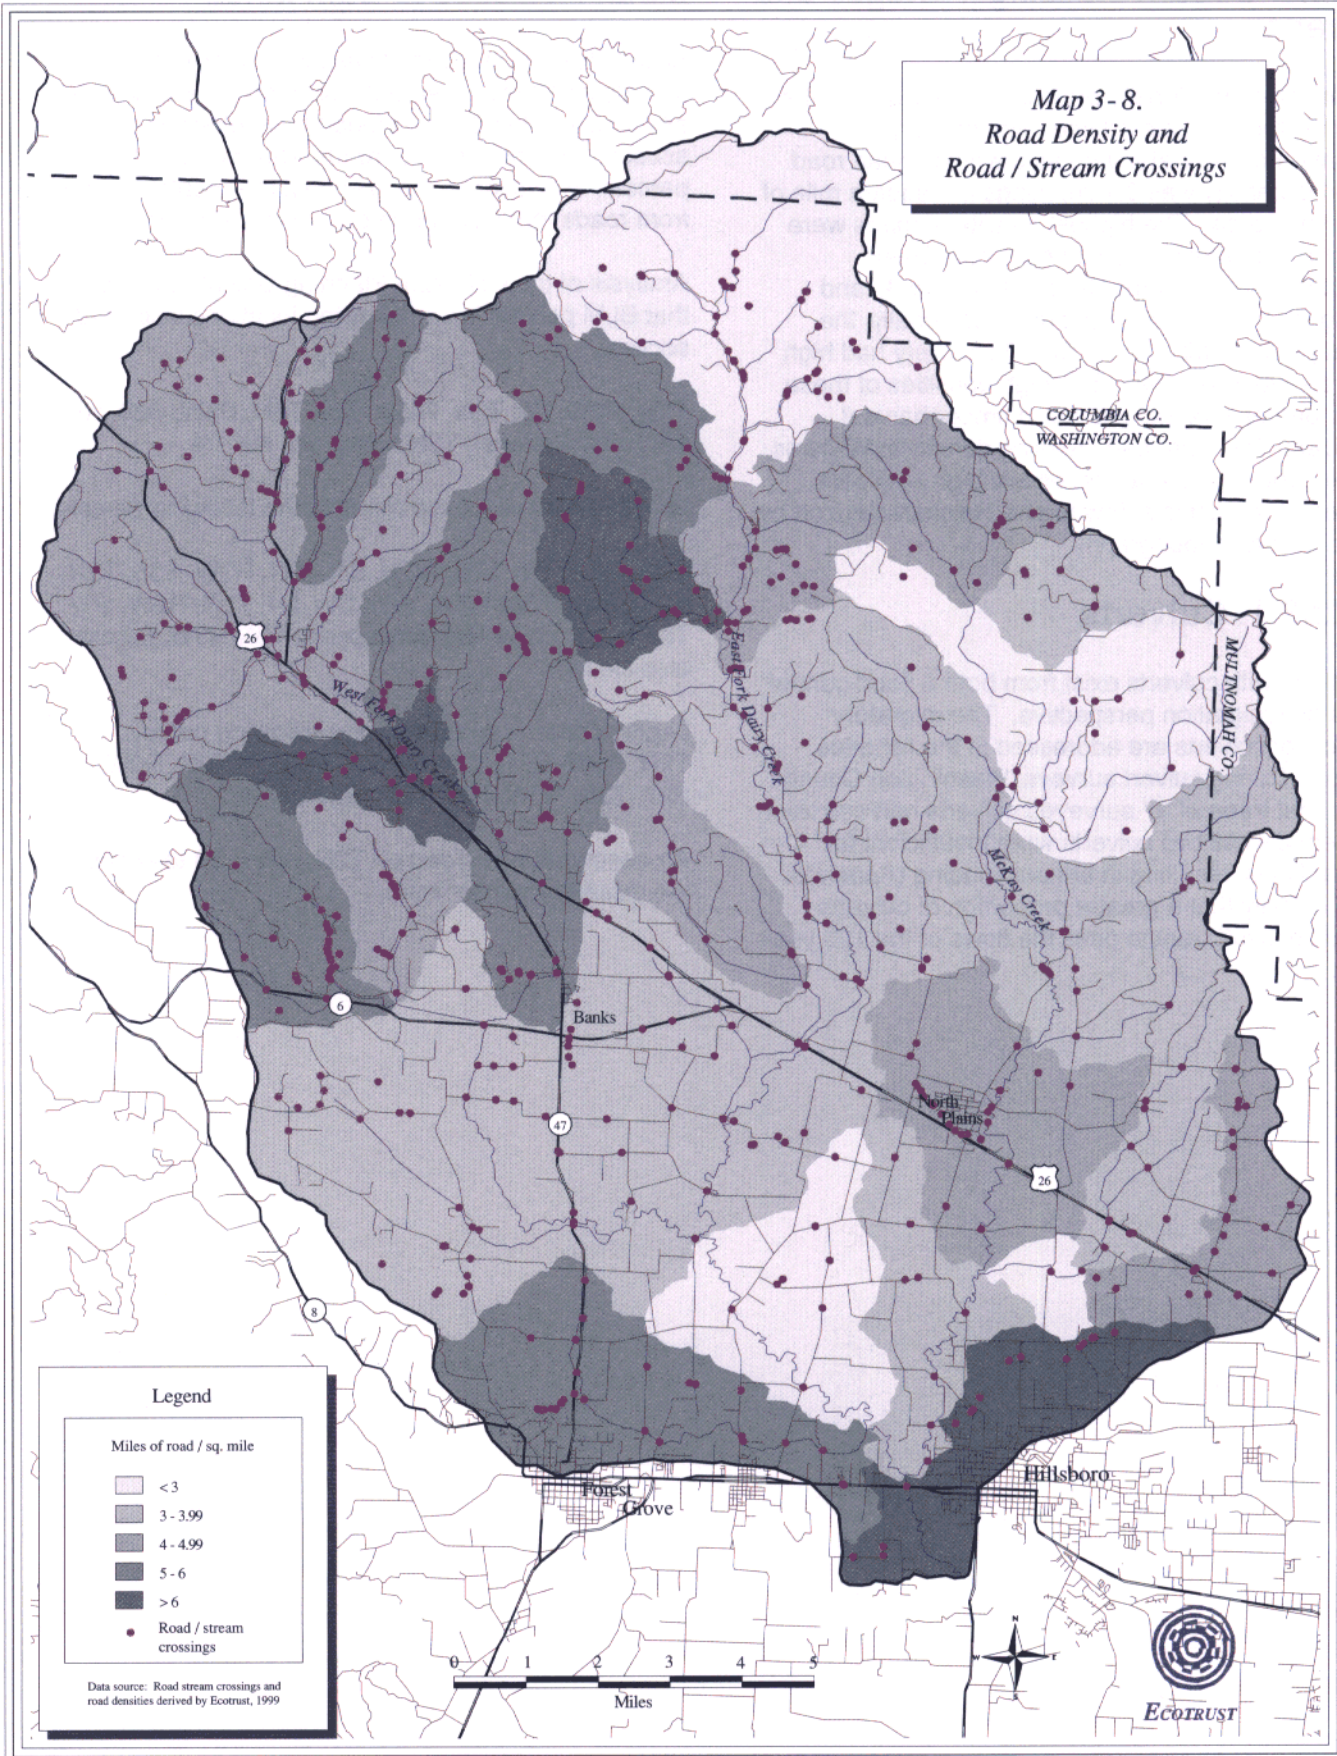 Map 3-8.
Road Density and
Road / Stream Crossings
COLUMBIA CO.
WASHINGTON CO.
MULTNOMAH CO.
26
West Fork Dairy Creek
East Fork Dairy Creek
McKay Creek
6
Banks
47
North
Plains
26
8
Forest
Grove
Hillsboro
Legend
Miles of road / sq. mile
< 3
3 - 3.99
4 - 4.99
5 - 6
> 6
Road / stream
crossings
Data source: Road stream crossings and
road densities derived by Ecotrust, 1999
0 1 2 3 4 5
Miles
N
W E
S
ECOTRUST